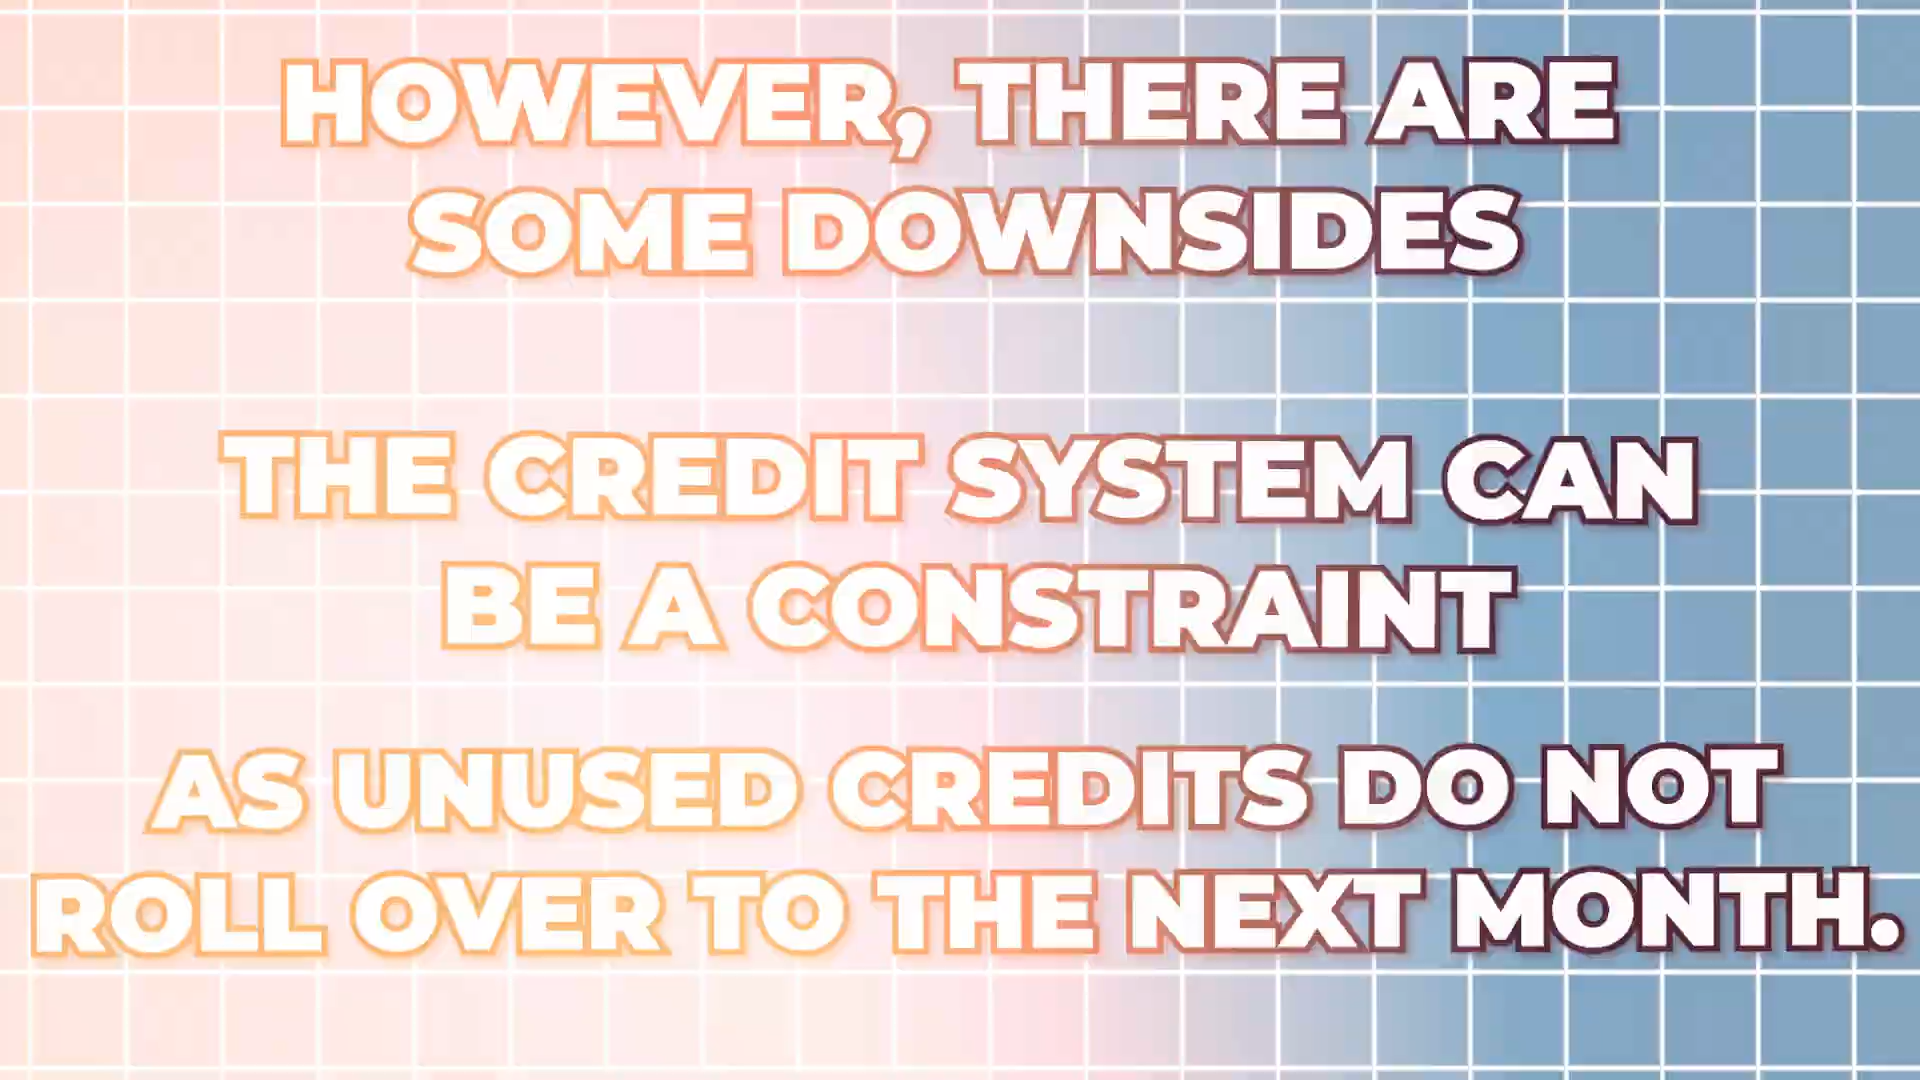 HOWEVER, THERE ARE
SOME DOWNSIDES
THE CREDIT SYSTEM CAN
BE A CONSTRAINT
AS UNUSED CREDITS DO NOT
ROLL OVER TO THE NEXT MONTH.